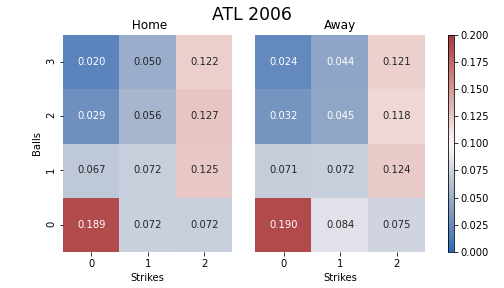 ATL 2006
Home Away
0.200
3 0.020 0.050 0.122 0.024 0.044 0.121
0.175
0.150
2 0.029 0.056 0.127 0.032 0.045 0.118
0.125
Balls
0.100
1 0.067 0.072 0.125 0.071 0.072 0.124
0.075
0.050
0 0.189 0.072 0.072 0.190 0.084 0.075
0.025
0.000
0 1 2 0 1 2
Strikes Strikes